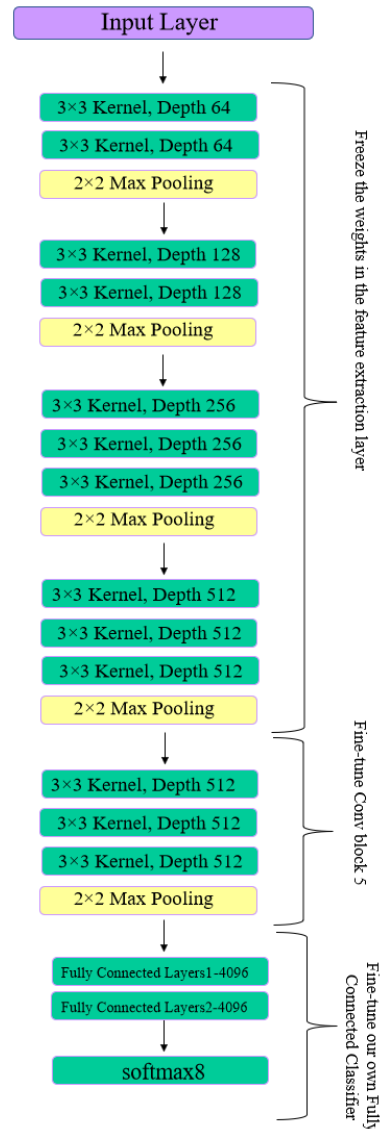 Input Layer
3×3 Kernel, Depth 64
3×3 Kernel, Depth 64
2×2 Max Pooling
3×3 Kernel, Depth 128
3×3 Kernel, Depth 128
2×2 Max Pooling
3×3 Kernel, Depth 256
3×3 Kernel, Depth 256
3×3 Kernel, Depth 256
2×2 Max Pooling
3×3 Kernel, Depth 512
3×3 Kernel, Depth 512
3×3 Kernel, Depth 512
2×2 Max Pooling
Freeze the weights in the feature extraction layer
3×3 Kernel, Depth 512
3×3 Kernel, Depth 512
3×3 Kernel, Depth 512
2×2 Max Pooling
Fine-tune Conv block 5
Fully Connected Layers1-4096
Fully Connected Layers2-4096
softmax8
Fine-tune our own Fully
Connected Classifier